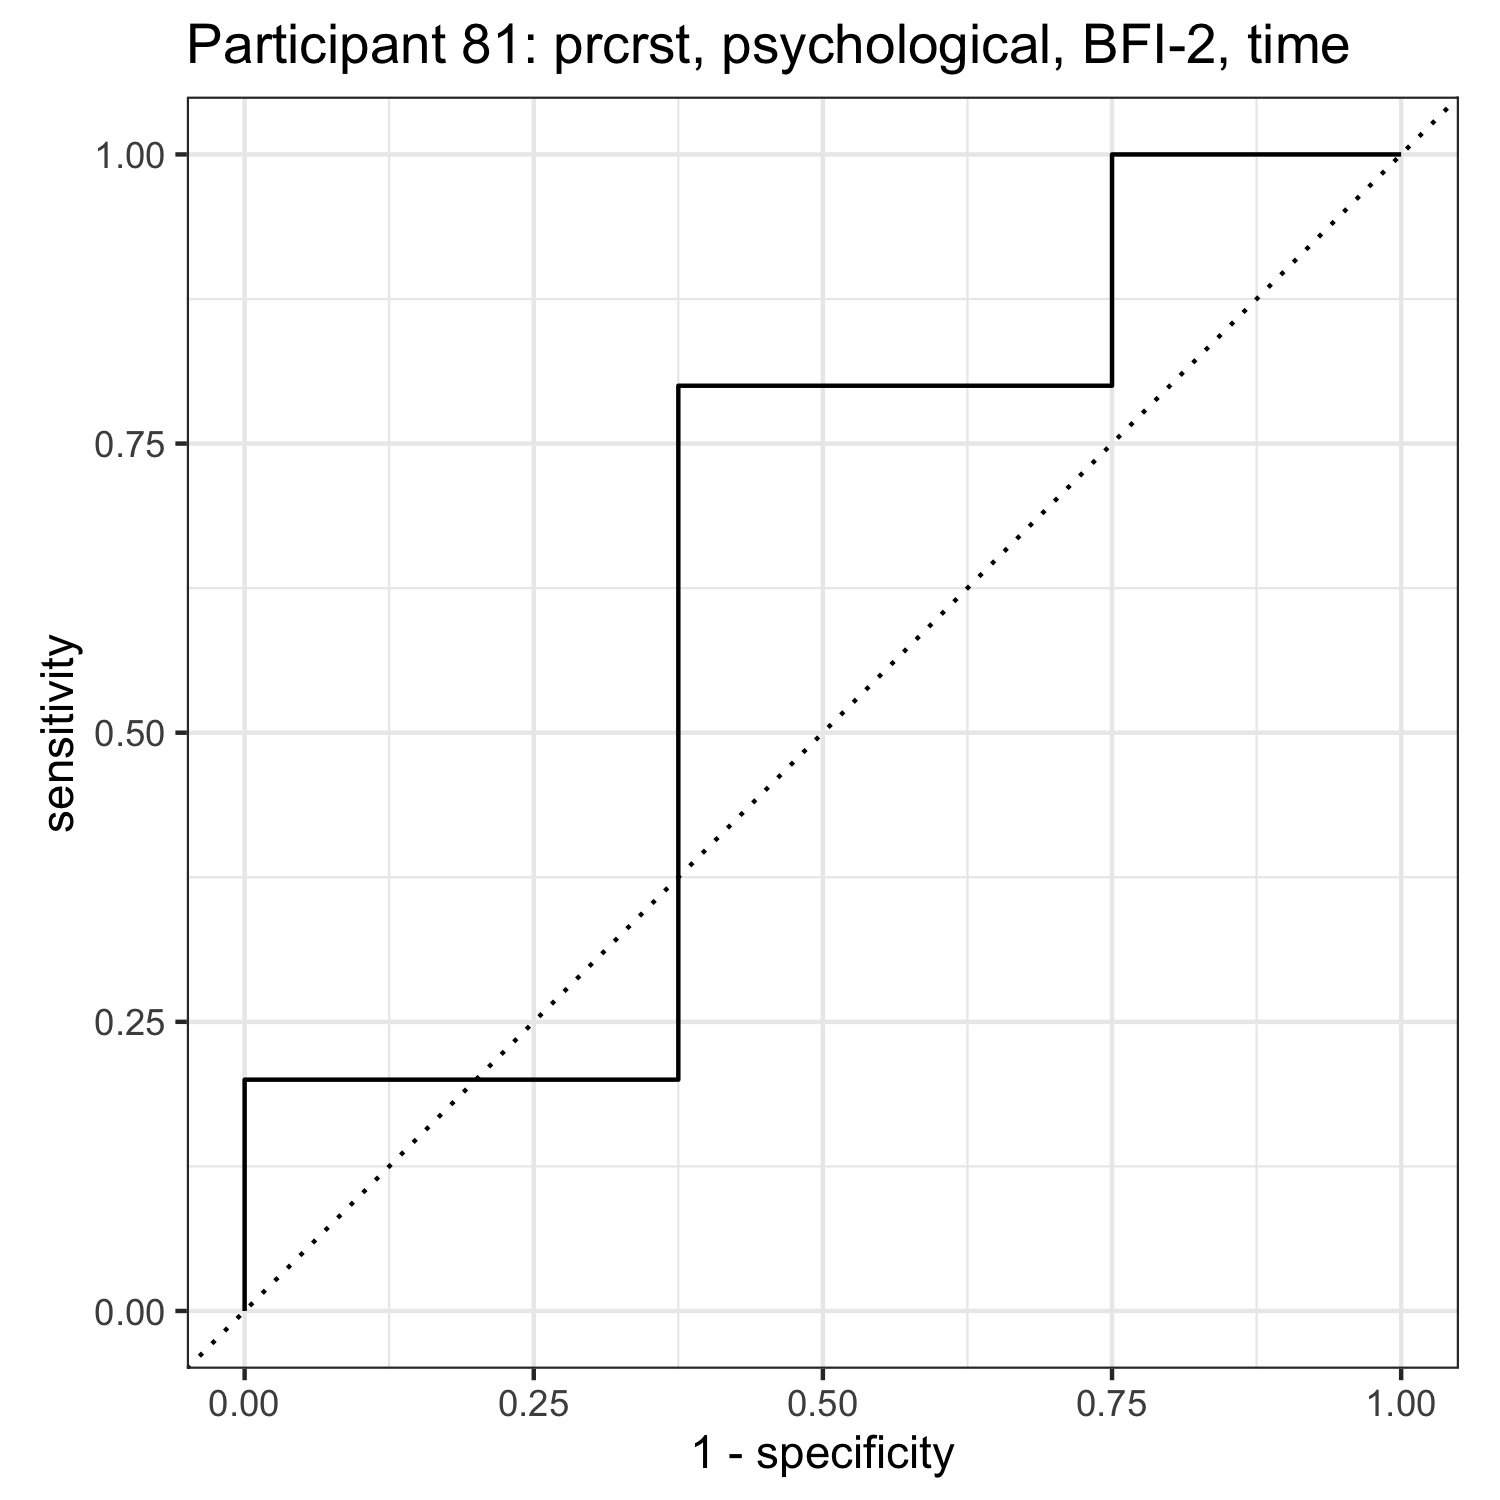 Participant 81: prcrst, psychological, BFI-2, time
1.00
0.75
0.50
0.25
0.00
sensitivity
0.00 0.25 0.50 0.75 1.00
1 - specificity